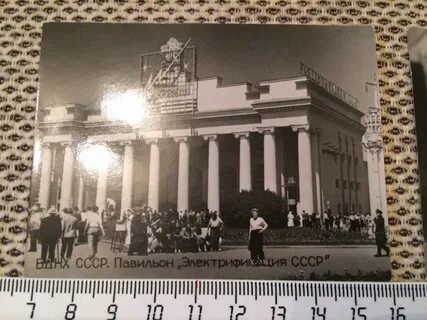 ВДНХ СССР. Павильон „Электрификация СССР"
7 8 9 10 11 12 13 14 15 16